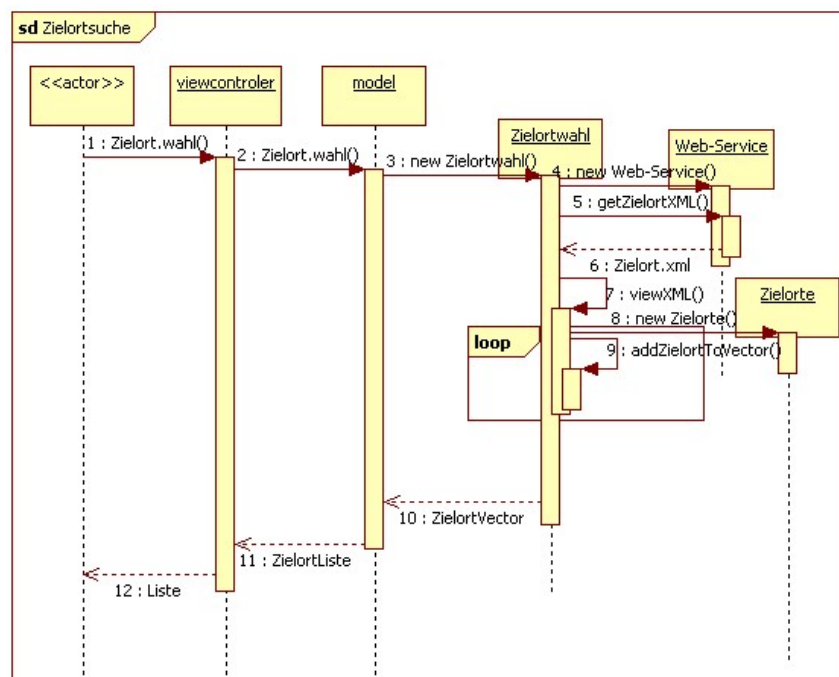 sd Zielortsuche
<<actor>>
viewcontroler
model
Zielortwahl
Web-Service
1 : Zielort.wahl()
2 : Zielort.wahl()
3 : new Zielortwahl()
4 : new Web-Service()
5 : getZielortXML()
6 : Zielort.xml
7 : viewXML()
Zielorte
8 : new Zielorte()
loop
9 : addZielortToVector()
10 : ZielortVector
11 : ZielortListe
12 : Liste